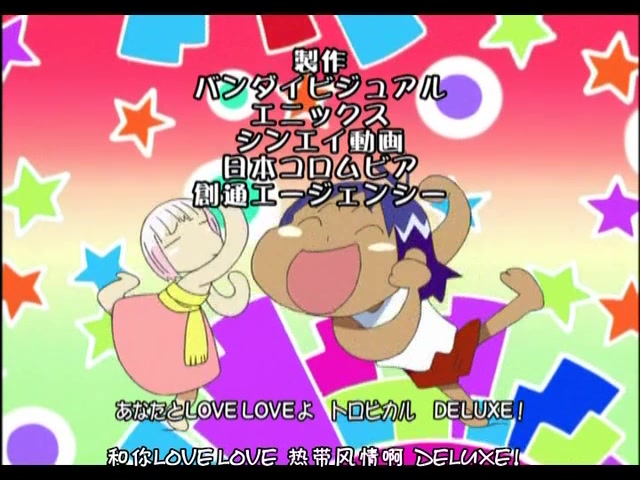 製作
バンダイビジュアル
エニックス
シンエイ動画
日本コロムビア
創通エージェンシー
あなたとLOVE LOVEよ トロピカル DELUXE!
和你LOVE LOVE 热带风情啊 DELUXE!